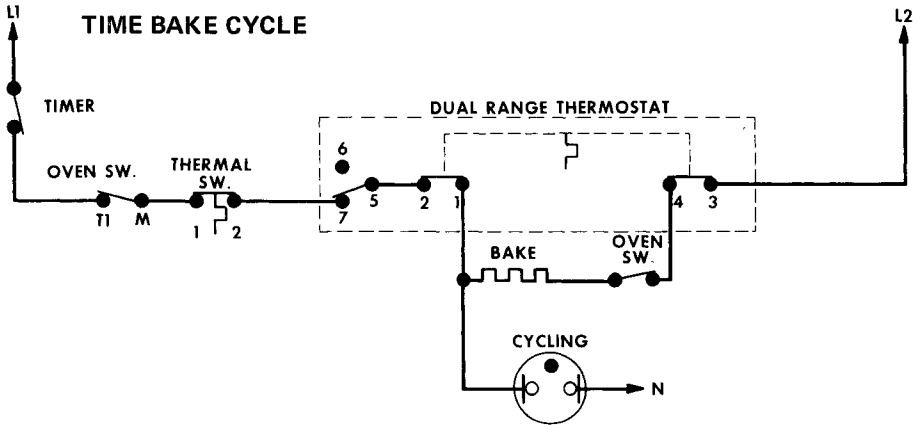 L1
TIME BAKE CYCLE
L2
TIMER
DUAL RANGE THERMOSTAT
OVEN SW.
THERMAL
SW.
6
T1
M
1
2
7
5
2
1
4
3
BAKE
OVEN
SW.
CYCLING
N